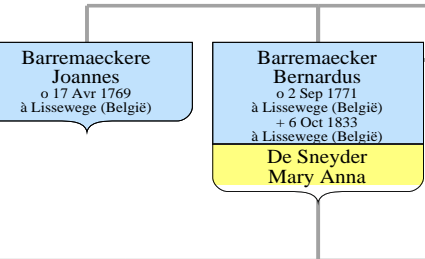 Barremaeckere
Joannes
o 17 Avr 1769
à Lissewege (België)
Barremaecker
Bernardus
o 2 Sep 1771
à Lissewege (België)
+ 6 Oct 1833
à Lissewege (België)
De Sneyder
Mary Anna